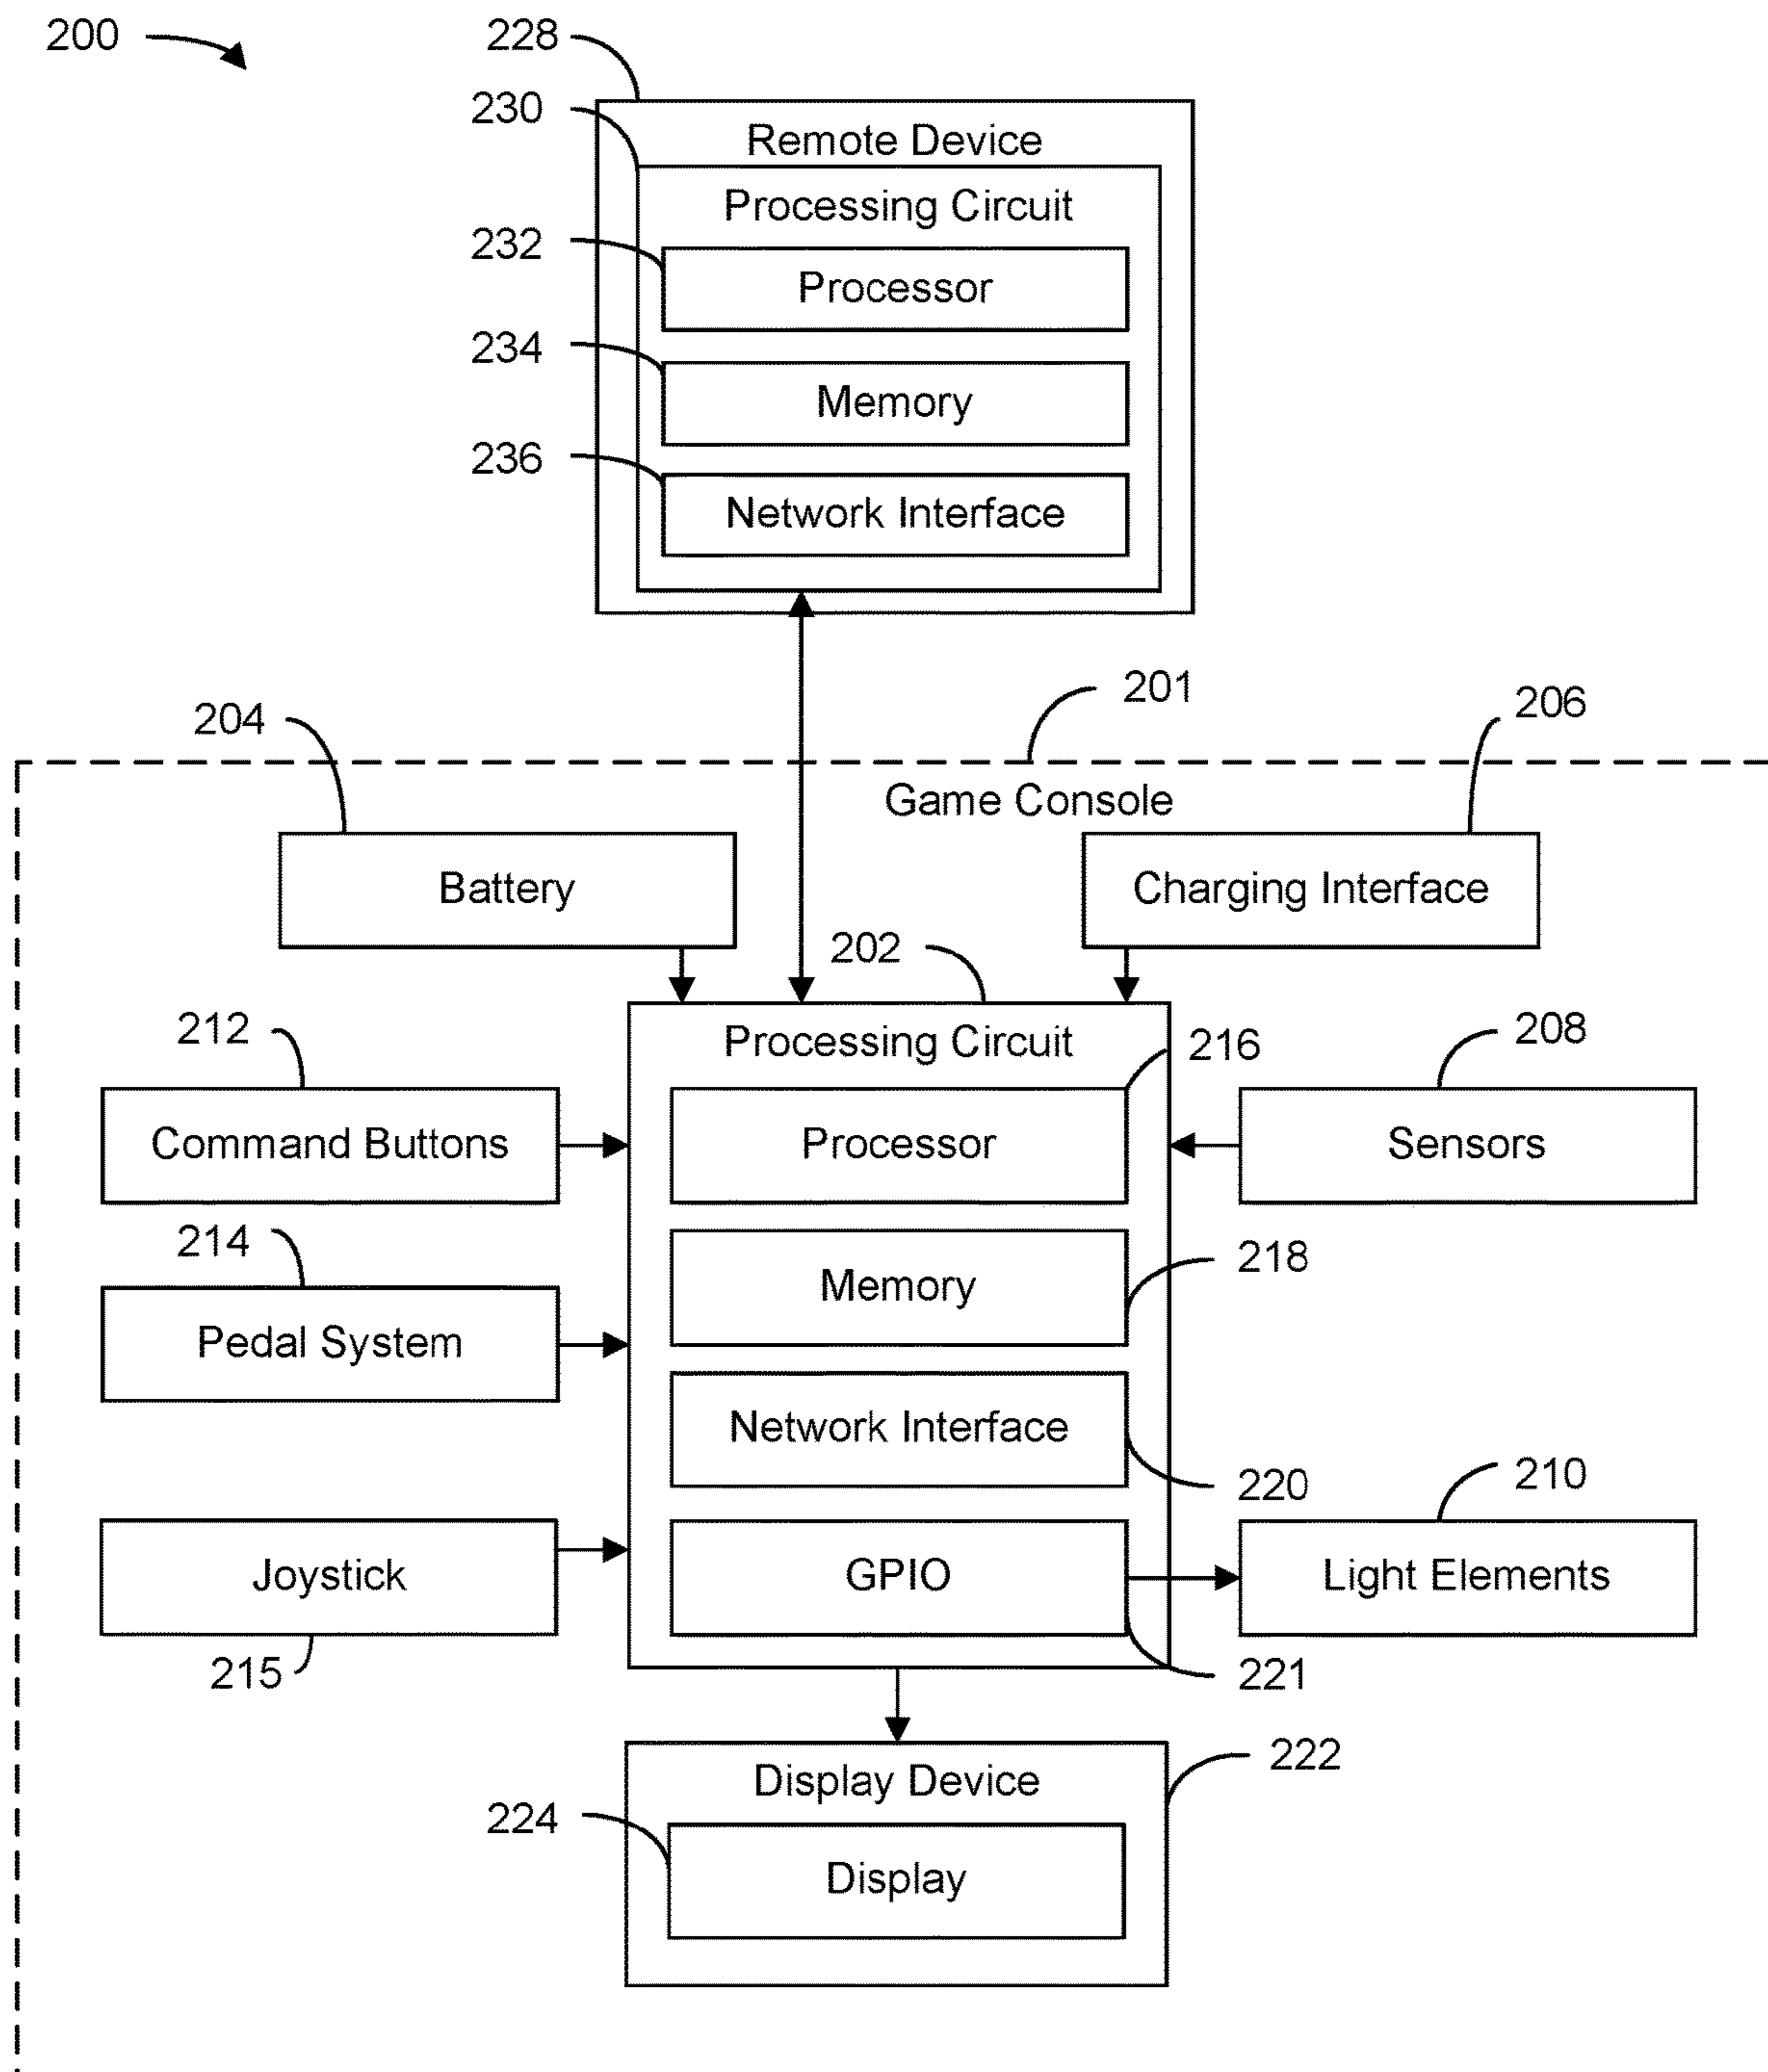 200
228
230
Remote Device
Processing Circuit
232
Processor
234
Memory
236
Network Interface
201
204
206
Game Console
Battery
Charging Interface
202
212
Processing Circuit
216
208
Command Buttons
Processor
Sensors
214
218
Memory
Pedal System
Network Interface
220
210
Joystick
GPIO
Light Elements
215
221
222
Display Device
224
Display